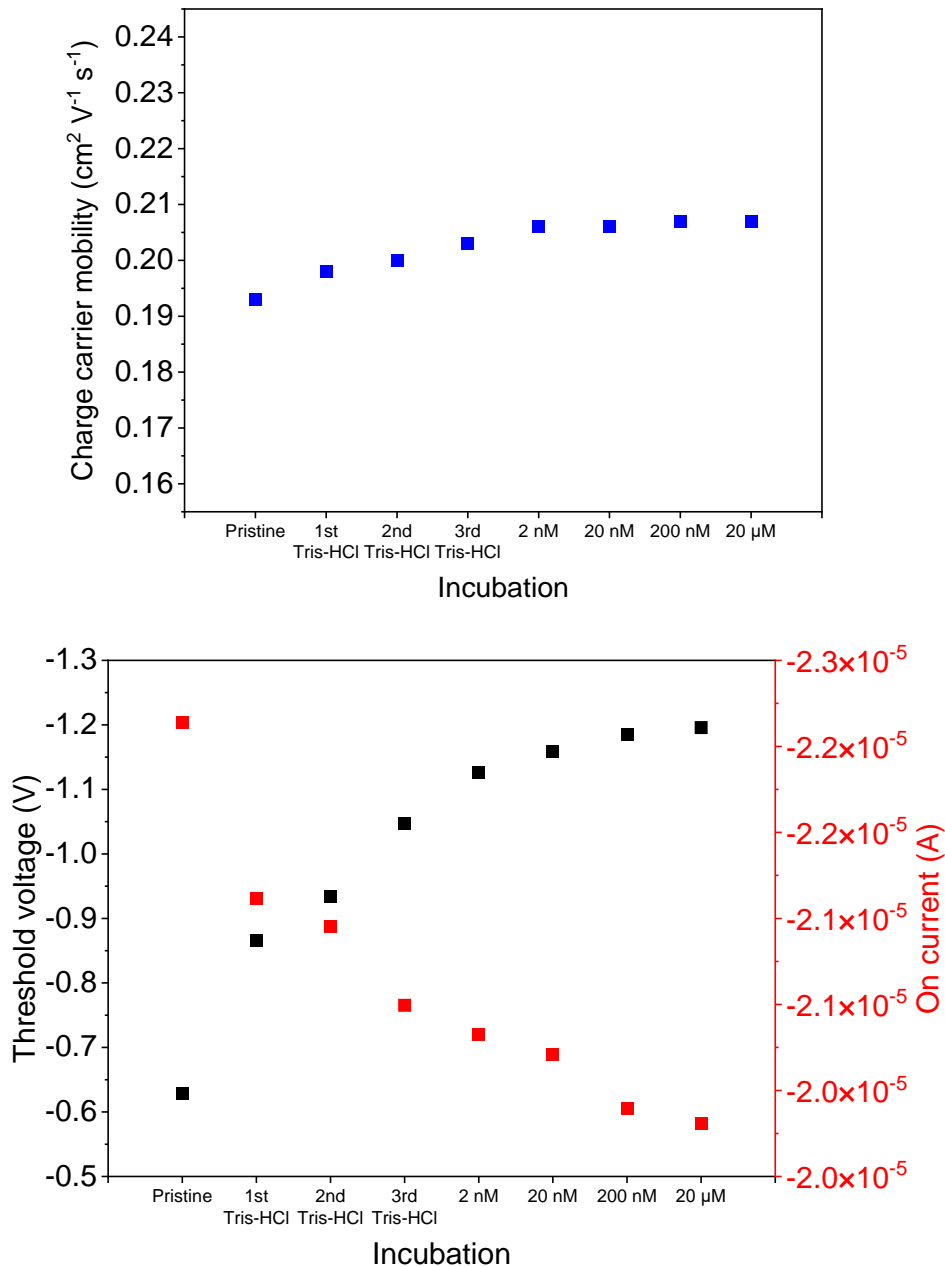 0.24
0.23
0.22
0.21
0.20
0.19
0.18
0.17
0.16
Charge carrier mobility (cm² V⁻¹ s⁻¹)
Pristine 1st 2nd 3rd 2 nM 20 nM 200 nM 20 µM
Tris-HCl Tris-HCl Tris-HCl
Incubation
-1.3
-1.2
-1.1
-1.0
-0.9
-0.8
-0.7
-0.6
-0.5
Threshold voltage (V)
-2.3×10⁻⁵
-2.2×10⁻⁵
-2.2×10⁻⁵
-2.1×10⁻⁵
-2.1×10⁻⁵
-2.0×10⁻⁵
-2.0×10⁻⁵
On current (A)
Pristine 1st 2nd 3rd 2 nM 20 nM 200 nM 20 µM
Tris-HCl Tris-HCl Tris-HCl
Incubation